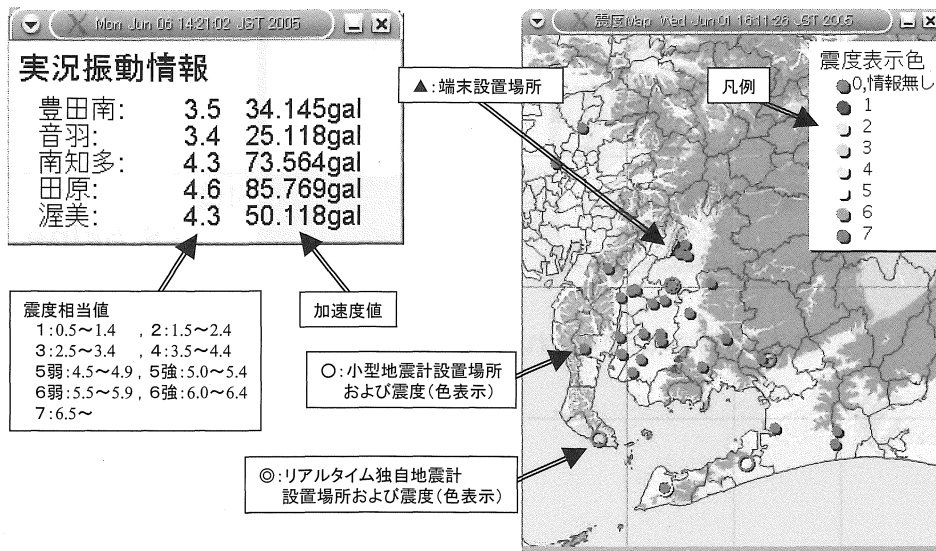 Mon Jun 06 14:21:02 JST 2005
実況振動情報
豊田南: 3.5 34.145gal
音羽: 3.4 25.118gal
南知多: 4.3 73.564gal
田原: 4.6 85.769gal
渥美: 4.3 50.118gal
震度相当値
1:0.5～1.4 , 2:1.5～2.4
3:2.5～3.4 , 4:3.5～4.4
5弱:4.5～4.9 , 5強:5.0～5.4
6弱:5.5～5.9 , 6強:6.0～6.4
7:6.5～
加速度値
震度Map Wed Jun 01 16:11:26 JST 2005
▲:端末設置場所
凡例
震度表示色
0,情報無し
1
2
3
4
5
6
7
○:小型地震計設置場所
および震度(色表示)
◎:リアルタイム独自地震計
設置場所および震度(色表示)